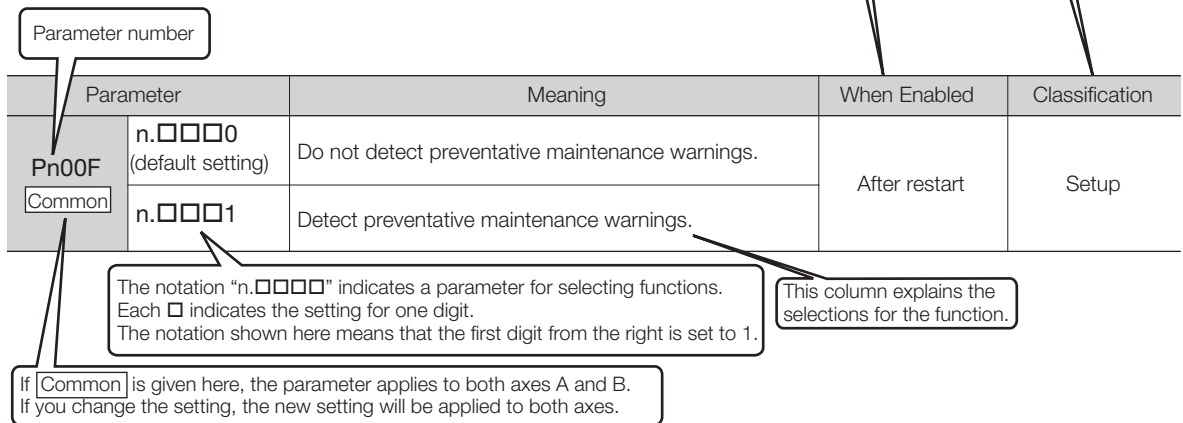 Parameter number
Parameter Meaning When Enabled Classification
Pn00F
Common
n.□□□0
(default setting)
Do not detect preventative maintenance warnings.
n.□□□1
Detect preventative maintenance warnings.
After restart
Setup
The notation “n.□□□□” indicates a parameter for selecting functions.
Each □ indicates the setting for one digit.
The notation shown here means that the first digit from the right is set to 1.
This column explains the
selections for the function.
If Common is given here, the parameter applies to both axes A and B.
If you change the setting, the new setting will be applied to both axes.